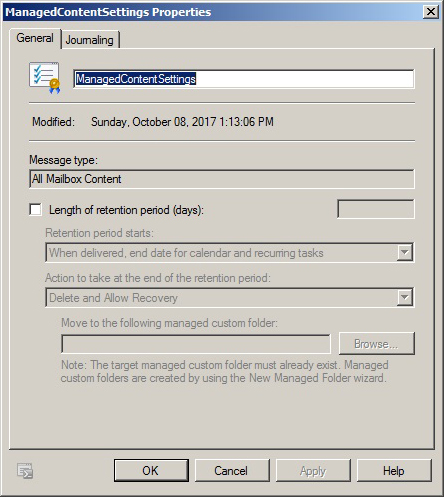 ManagedContentSettings Properties
General
Journaling
ManagedContentSettings
Modified: Sunday, October 08, 2017 1:13:06 PM
Message type:
All Mailbox Content
Length of retention period (days):
Retention period starts:
When delivered, end date for calendar and recurring tasks
Action to take at the end of the retention period:
Delete and Allow Recovery
Move to the following managed custom folder:
Browse...
Note: The target managed custom folder must already exist. Managed
custom folders are created by using the New Managed Folder wizard.
OK
Cancel
Apply
Help